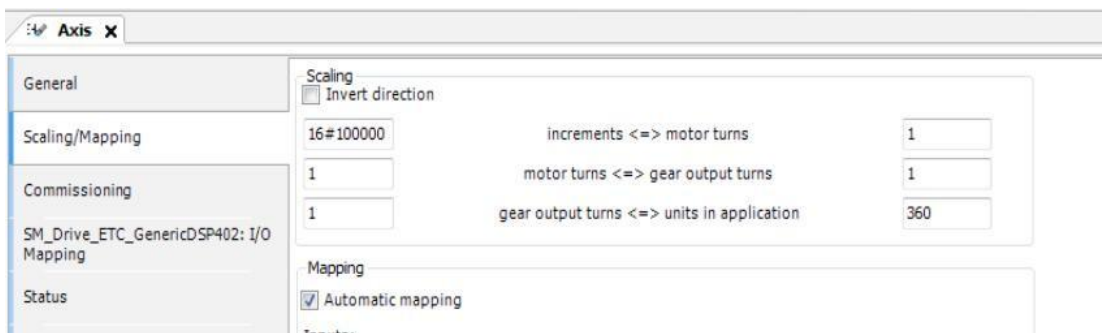 Axis X
General
Scaling/Mapping
Commissioning
SM_Drive_ETC_GenericDSP402: I/O
Mapping
Status
Scaling
Invert direction
16#100000 increments <=> motor turns 1
1 motor turns <=> gear output turns 1
1 gear output turns <=> units in application 360
Mapping
Automatic mapping